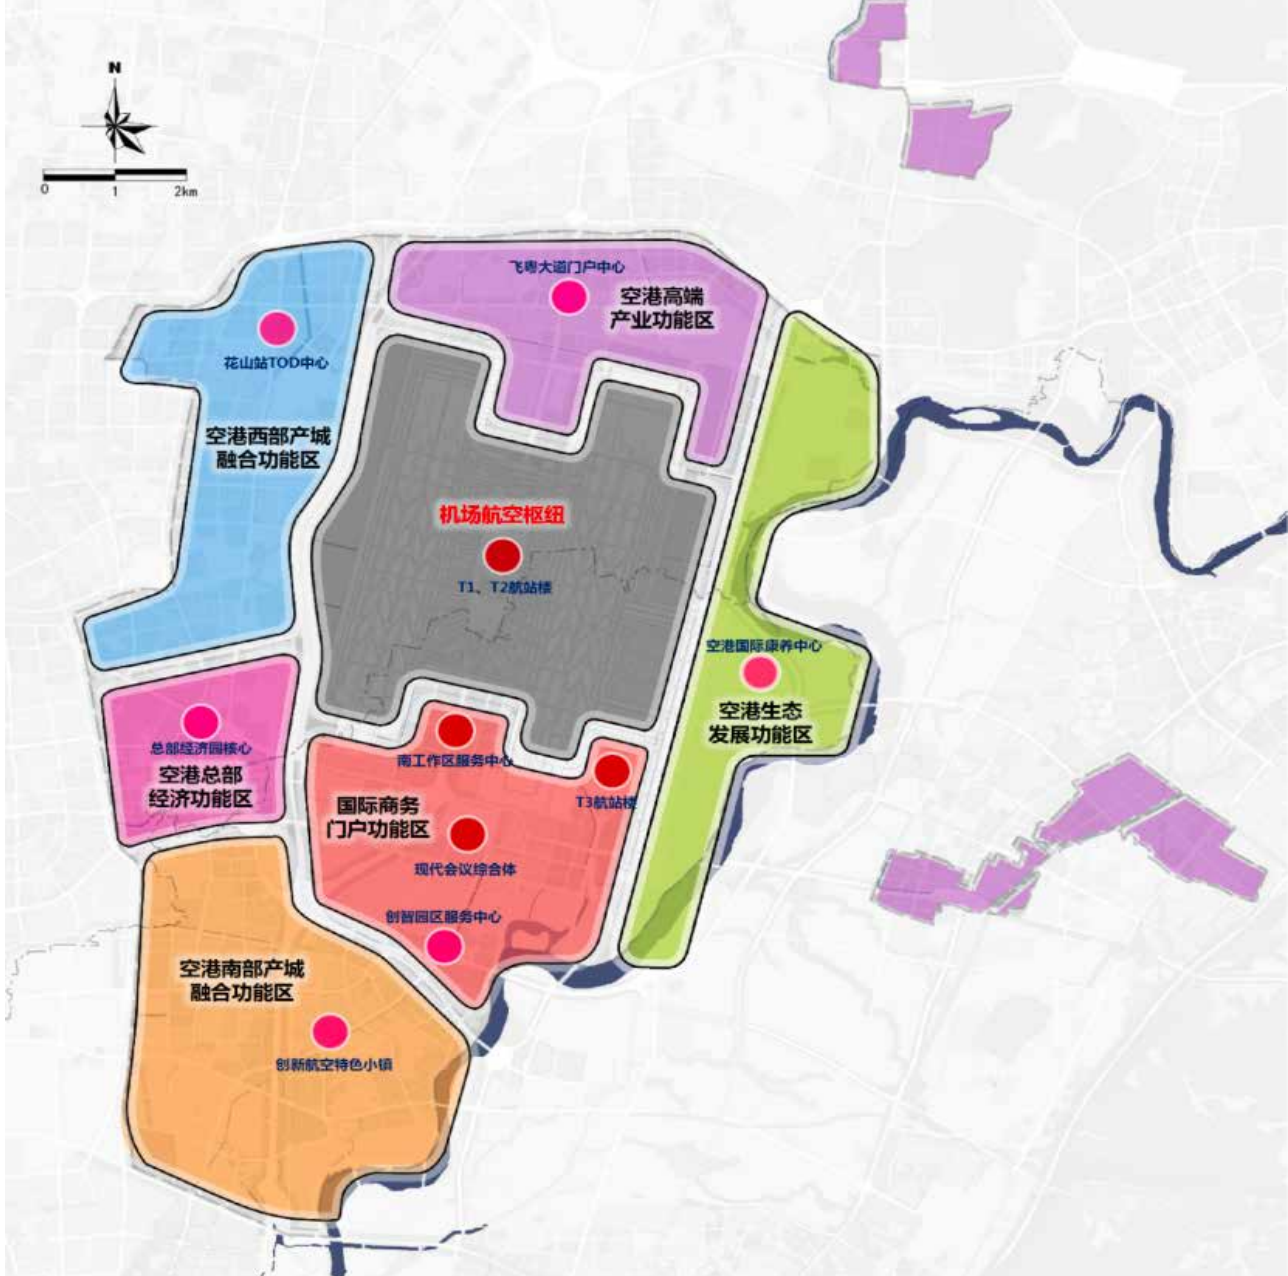 N
0 1 2km
飞粤大道门户中心
空港高端
产业功能区
花山站TOD中心
空港西部产城
融合功能区
机场航空枢纽
T1、T2航站楼
空港国际康养中心
空港生态
发展功能区
总部经济园核心
空港总部
经济功能区
南工作区服务中心
T3航站楼
国际商务
门户功能区
现代会议综合体
创智园区服务中心
空港南部产城
融合功能区
创新航空特色小镇